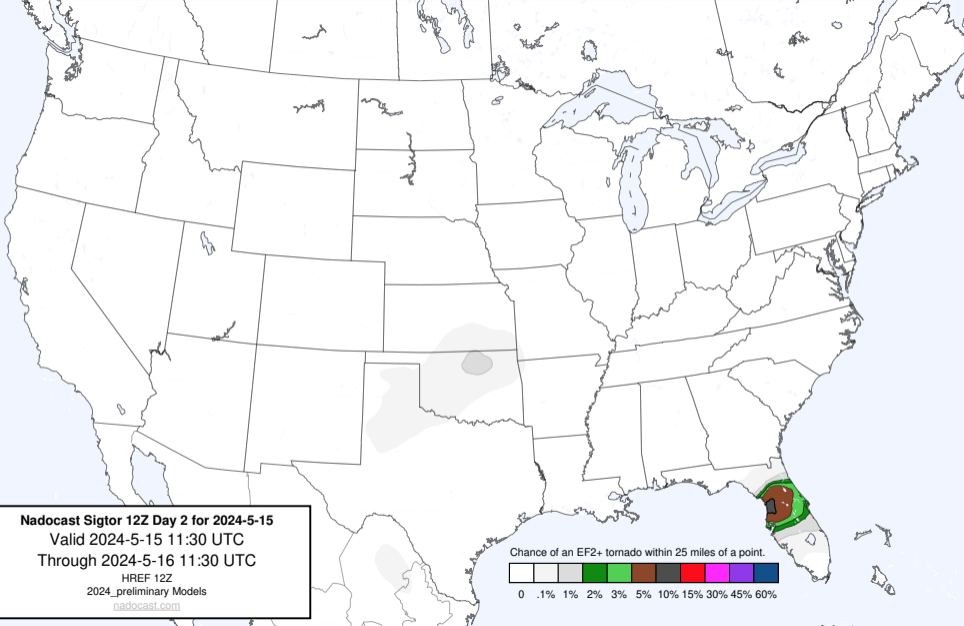 Nadocast Sigtor 12Z Day 2 for 2024-5-15
Valid 2024-5-15 11:30 UTC
Through 2024-5-16 11:30 UTC
HREF 12Z
2024_preliminary Models
nadocast.com
Chance of an EF2+ tornado within 25 miles of a point.
0 .1% 1% 2% 3% 5% 10% 15% 30% 45% 60%